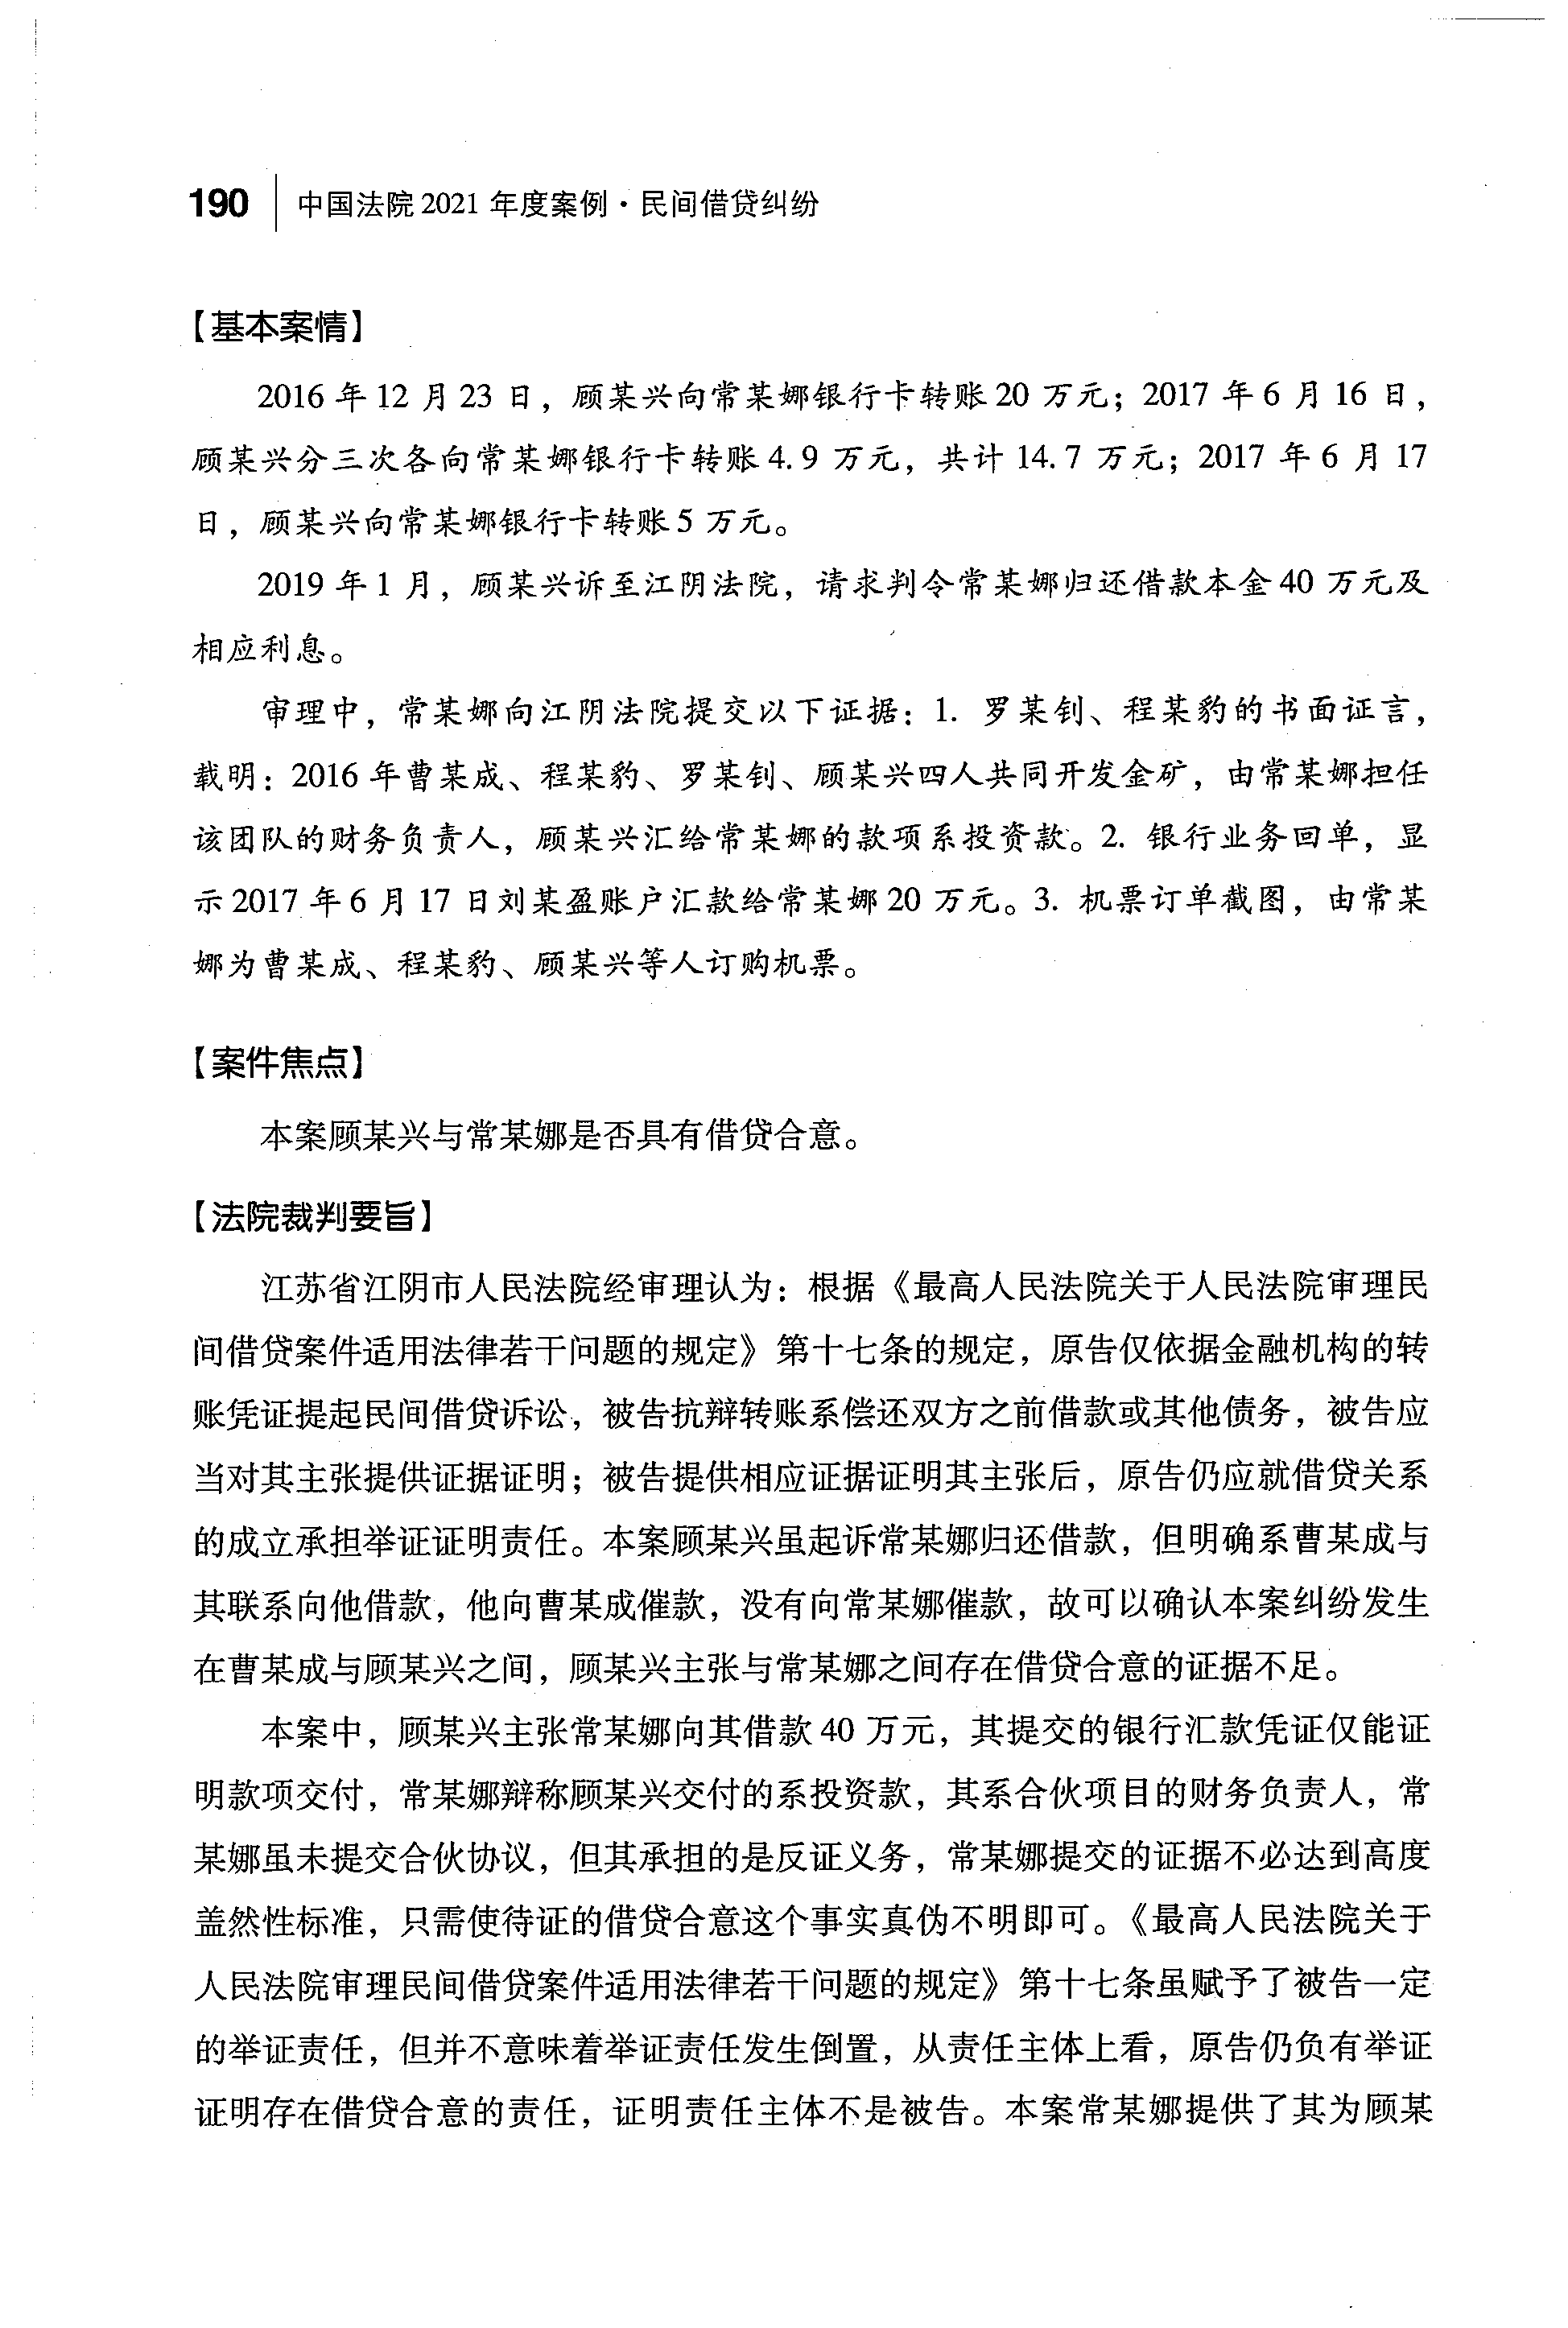 190 中国法院2021年度案例·民间借贷纠纷
【基本案情】
2016年12月23日，顾某兴向常某娜银行卡转账20万元；2017年6月16日，
顾某兴分三次各向常某娜银行卡转账4.9万元，共计14.7万元；2017年6月17
日，顾某兴向常某娜银行卡转账5万元。
2019年1月，顾某兴诉至江阴法院，请求判令常某娜归还借款本金40万元及
相应利息。
审理中，常某娜向江阴法院提交以下证据：1. 罗某钊、程某豹的书面证言，
载明：2016年曹某成、程某豹、罗某钊、顾某兴四人共同开发金矿，由常某娜担任
该团队的财务负责人，顾某兴汇给常某娜的款项系投资款。2. 银行业务回单，显
示2017年6月17日刘某盈账户汇款给常某娜20万元。3. 机票订单截图，由常某
娜为曹某成、程某豹、顾某兴等人订购机票。
【案件焦点】
本案顾某兴与常某娜是否具有借贷合意。
【法院裁判要旨】
江苏省江阴市人民法院经审理认为：根据《最高人民法院关于人民法院审理民
间借贷案件适用法律若干问题的规定》第十七条的规定，原告仅依据金融机构的转
账凭证提起民间借贷诉讼，被告抗辩转账系偿还双方之前借款或其他债务，被告应
当对其主张提供证据证明；被告提供相应证据证明其主张后，原告仍应就借贷关系
的成立承担举证证明责任。本案顾某兴虽起诉常某娜归还借款，但明确系曹某成与
其联系向他借款，他向曹某成催款，没有向常某娜催款，故可以确认本案纠纷发生
在曹某成与顾某兴之间，顾某兴主张与常某娜之间存在借贷合意的证据不足。
本案中，顾某兴主张常某娜向其借款40万元，其提交的银行汇款凭证仅能证
明款项交付，常某娜辩称顾某兴交付的系投资款，其系合伙项目的财务负责人，常
某娜虽未提交合伙协议，但其承担的是反证义务，常某娜提交的证据不必达到高度
盖然性标准，只需使待证的借贷合意这个事实真伪不明即可。《最高人民法院关于
人民法院审理民间借贷案件适用法律若干问题的规定》第十七条虽赋予了被告一定
的举证责任，但并不意味着举证责任发生倒置，从责任主体上看，原告仍负有举证
证明存在借贷合意的责任，证明责任主体不是被告。本案常某娜提供了其为顾某